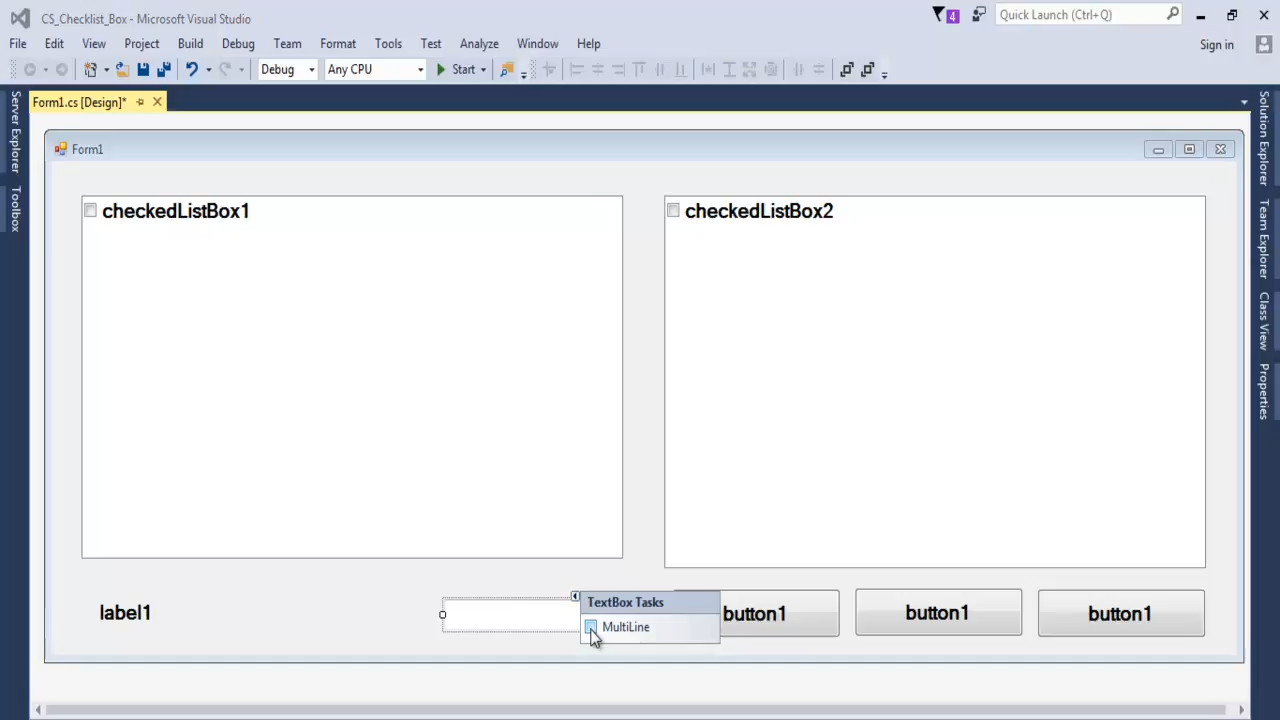 CS_Checklist_Box - Microsoft Visual Studio
4
Quick Launch (Ctrl+Q)
File Edit View Project Build Debug Team Format Tools Test Analyze Window Help
Sign in
Debug Any CPU Start
Form1.cs [Design]*
Server Explorer
Toolbox
Form1
checkedListBox1
checkedListBox2
label1
TextBox Tasks
MultiLine
button1
button1
button1
Solution Explorer
Team Explorer
Class View
Properties